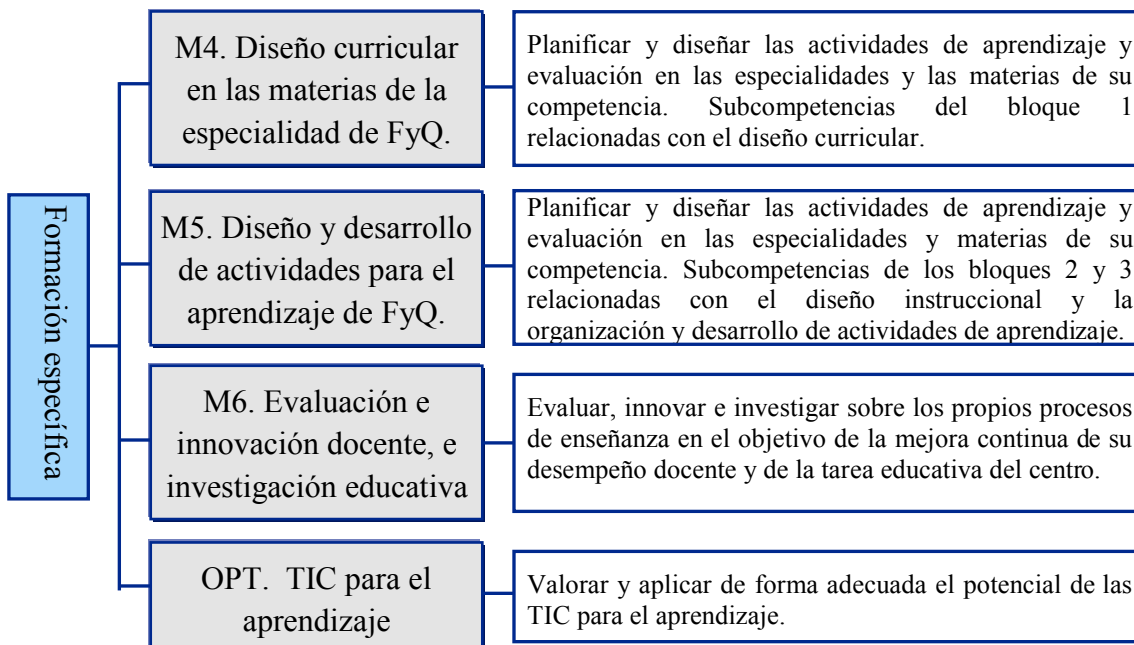 Formación específica
M4. Diseño curricular
en las materias de la
especialidad de FyQ.
Planificar y diseñar las actividades de aprendizaje y
evaluación en las especialidades y las materias de su
competencia. Subcompetencias del bloque 1
relacionadas con el diseño curricular.
M5. Diseño y desarrollo
de actividades para el
aprendizaje de FyQ.
Planificar y diseñar las actividades de aprendizaje y
evaluación en las especialidades y materias de su
competencia. Subcompetencias de los bloques 2 y 3
relacionadas con el diseño instruccional y la
organización y desarrollo de actividades de aprendizaje.
M6. Evaluación e
innovación docente, e
investigación educativa
Evaluar, innovar e investigar sobre los propios procesos
de enseñanza en el objetivo de la mejora continua de su
desempeño docente y de la tarea educativa del centro.
OPT. TIC para el
aprendizaje
Valorar y aplicar de forma adecuada el potencial de las
TIC para el aprendizaje.